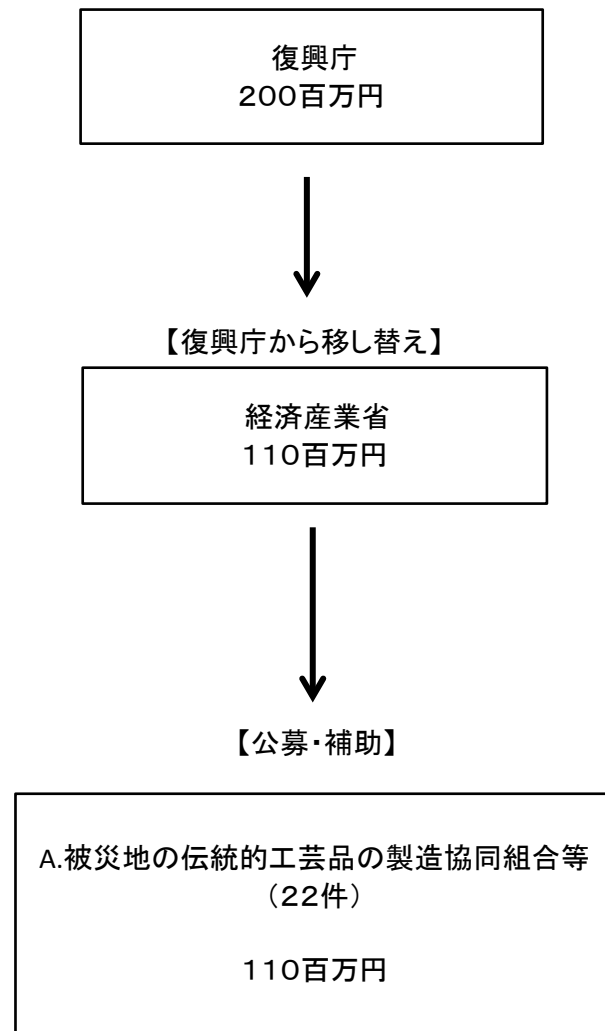 復興庁
200百万円
【復興庁から移し替え】
経済産業省
110百万円
【公募・補助】
A.被災地の伝統的工芸品の製造協同組合等
（22件）
110百万円